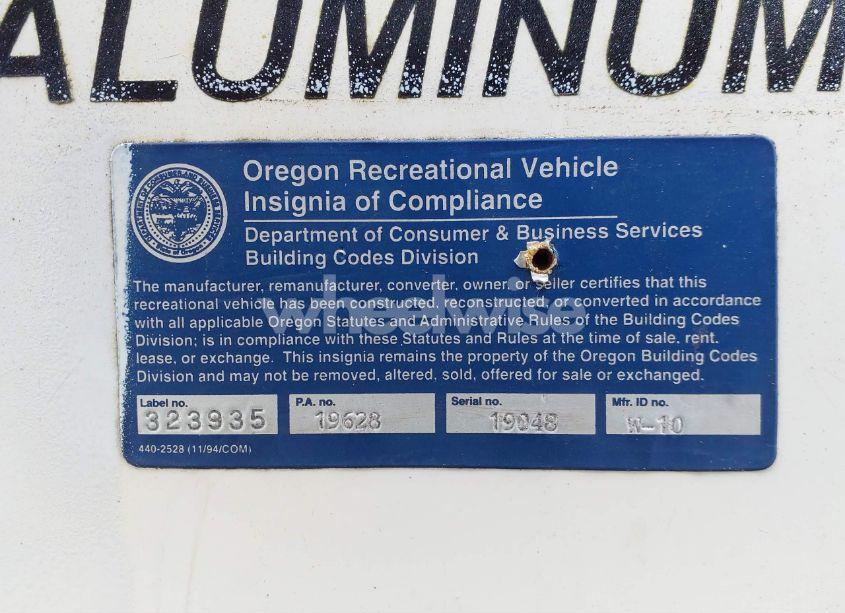 ALUMINUM
Oregon Recreational Vehicle
Insignia of Compliance
Department of Consumer & Business Services
Building Codes Division
The manufacturer, remanufacturer, converter, owner, or seller certifies that this
recreational vehicle has been constructed, reconstructed, or converted in accordance
with all applicable Oregon Statutes and Administrative Rules of the Building Codes
Division; is in compliance with these Statutes and Rules at the time of sale, rent,
lease, or exchange. This insignia remains the property of the Oregon Building Codes
Division and may not be removed, altered, sold, offered for sale or exchanged.
wheelwise
Label no. P.A. no. Serial no. Mfr. ID no.
323935 19628 19048 W-10
440-2528 (11/94/COM)